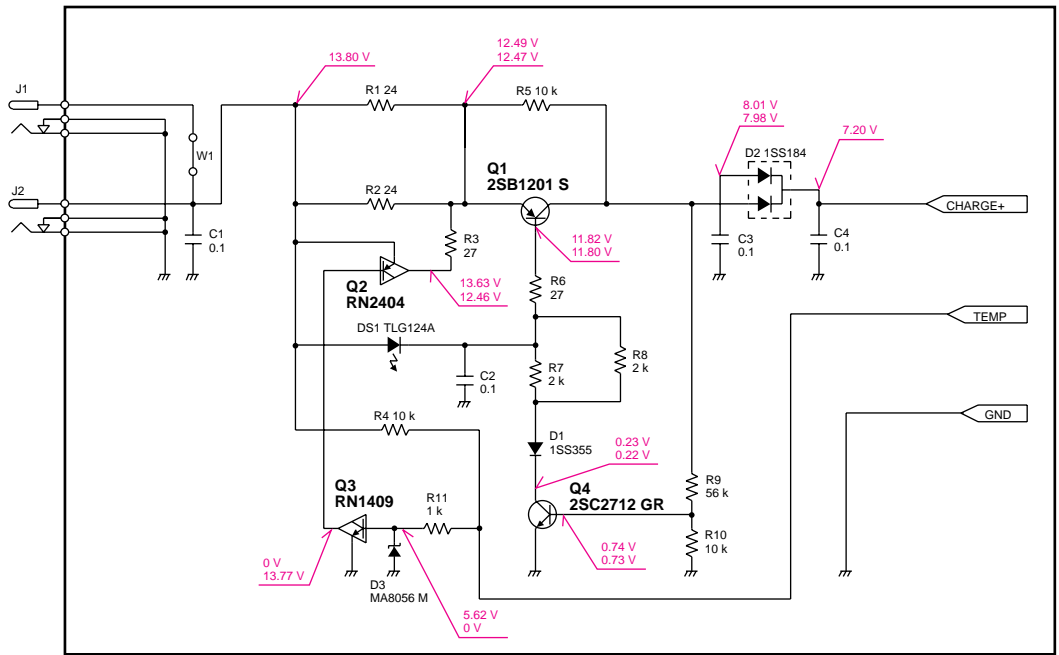 13.80 V
12.49 V
12.47 V
J1
R1 24
R5 10 k
8.01 V
7.98 V
7.20 V
W1
D2 1SS184
Q1
2SB1201 S
J2
R2 24
CHARGE+
C1
0.1
R3
27
11.82 V
11.80 V
C3
0.1
C4
0.1
Q2
RN2404
13.63 V
12.46 V
R6
27
TEMP
DS1 TLG124A
R8
2 k
R7
2 k
C2
0.1
R4 10 k
GND
D1
1SS355
0.23 V
0.22 V
Q3
RN1409
R11
1 k
Q4
2SC2712 GR
R9
56 k
R10
10 k
0.74 V
0.73 V
0 V
13.77 V
D3
MA8056 M
5.62 V
0 V